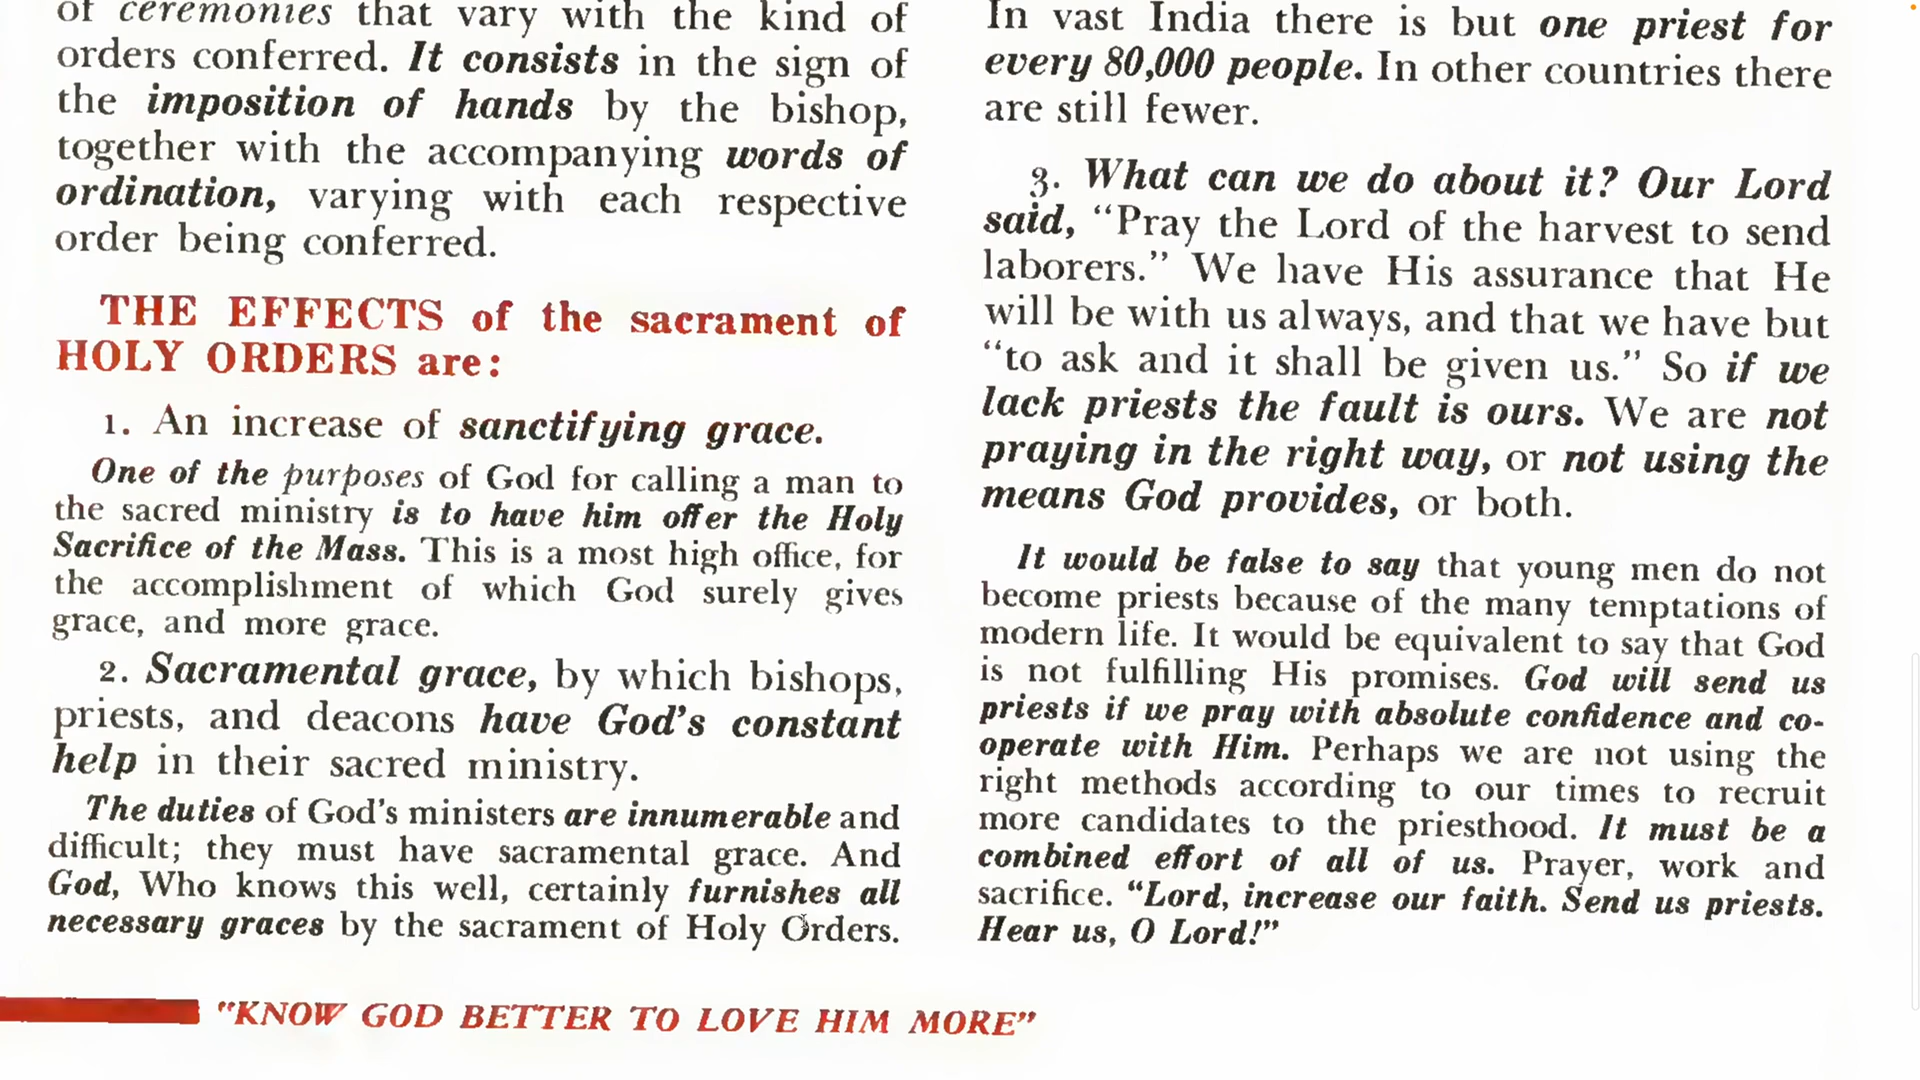 of ceremonies that vary with the kind of
orders conferred. It consists in the sign of
the imposition of hands by the bishop,
together with the accompanying words of
ordination, varying with each respective
order being conferred.
THE EFFECTS of the sacrament of
HOLY ORDERS are:
1. An increase of sanctifying grace.
One of the purposes of God for calling a man to
the sacred ministry is to have him offer the Holy
Sacrifice of the Mass. This is a most high office, for
the accomplishment of which God surely gives
grace, and more grace.
2. Sacramental grace, by which bishops,
priests, and deacons have God's constant
help in their sacred ministry.
The duties of God's ministers are innumerable and
difficult; they must have sacramental grace. And
God, Who knows this well, certainly furnishes all
necessary graces by the sacrament of Holy Orders.
In vast India there is but one priest for
every 80,000 people. In other countries there
are still fewer.
3. What can we do about it? Our Lord
said, “Pray the Lord of the harvest to send
laborers.” We have His assurance that He
will be with us always, and that we have but
“to ask and it shall be given us.” So if we
lack priests the fault is ours. We are not
praying in the right way, or not using the
means God provides, or both.
It would be false to say that young men do not
become priests because of the many temptations of
modern life. It would be equivalent to say that God
is not fulfilling His promises. God will send us
priests if we pray with absolute confidence and co-
operate with Him. Perhaps we are not using the
right methods according to our times to recruit
more candidates to the priesthood. It must be a
combined effort of all of us. Prayer, work and
sacrifice. “Lord, increase our faith. Send us priests.
Hear us, O Lord!”
“KNOW GOD BETTER TO LOVE HIM MORE”